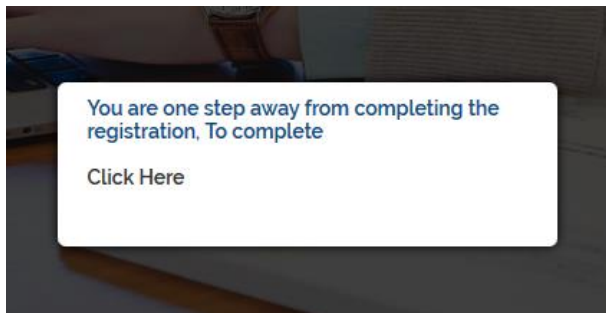 You are one step away from completing the
registration, To complete
Click Here